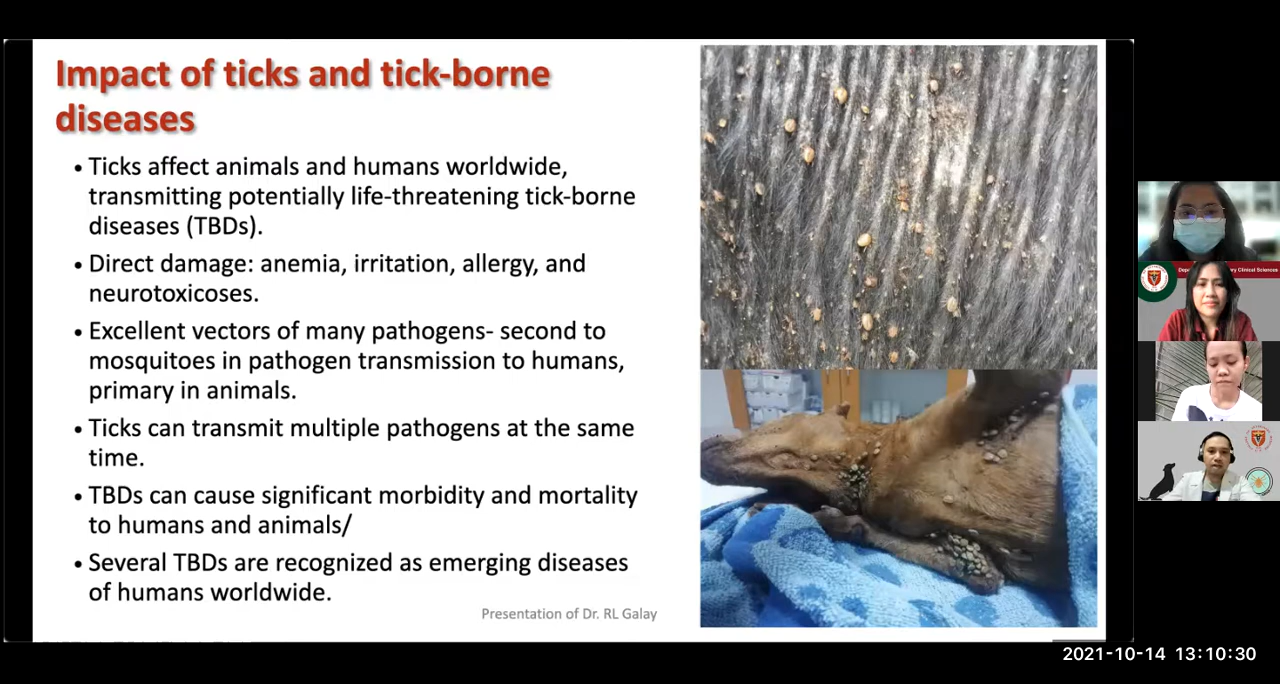 Impact of ticks and tick-borne
diseases
• Ticks affect animals and humans worldwide,
transmitting potentially life-threatening tick-borne
diseases (TBDs).
• Direct damage: anemia, irritation, allergy, and
neurotoxicoses.
• Excellent vectors of many pathogens- second to
mosquitoes in pathogen transmission to humans,
primary in animals.
• Ticks can transmit multiple pathogens at the same
time.
• TBDs can cause significant morbidity and mortality
to humans and animals/
• Several TBDs are recognized as emerging diseases
of humans worldwide.
Presentation of Dr. RL Galay
Clinical Sciences
2021-10-14 13:10:30